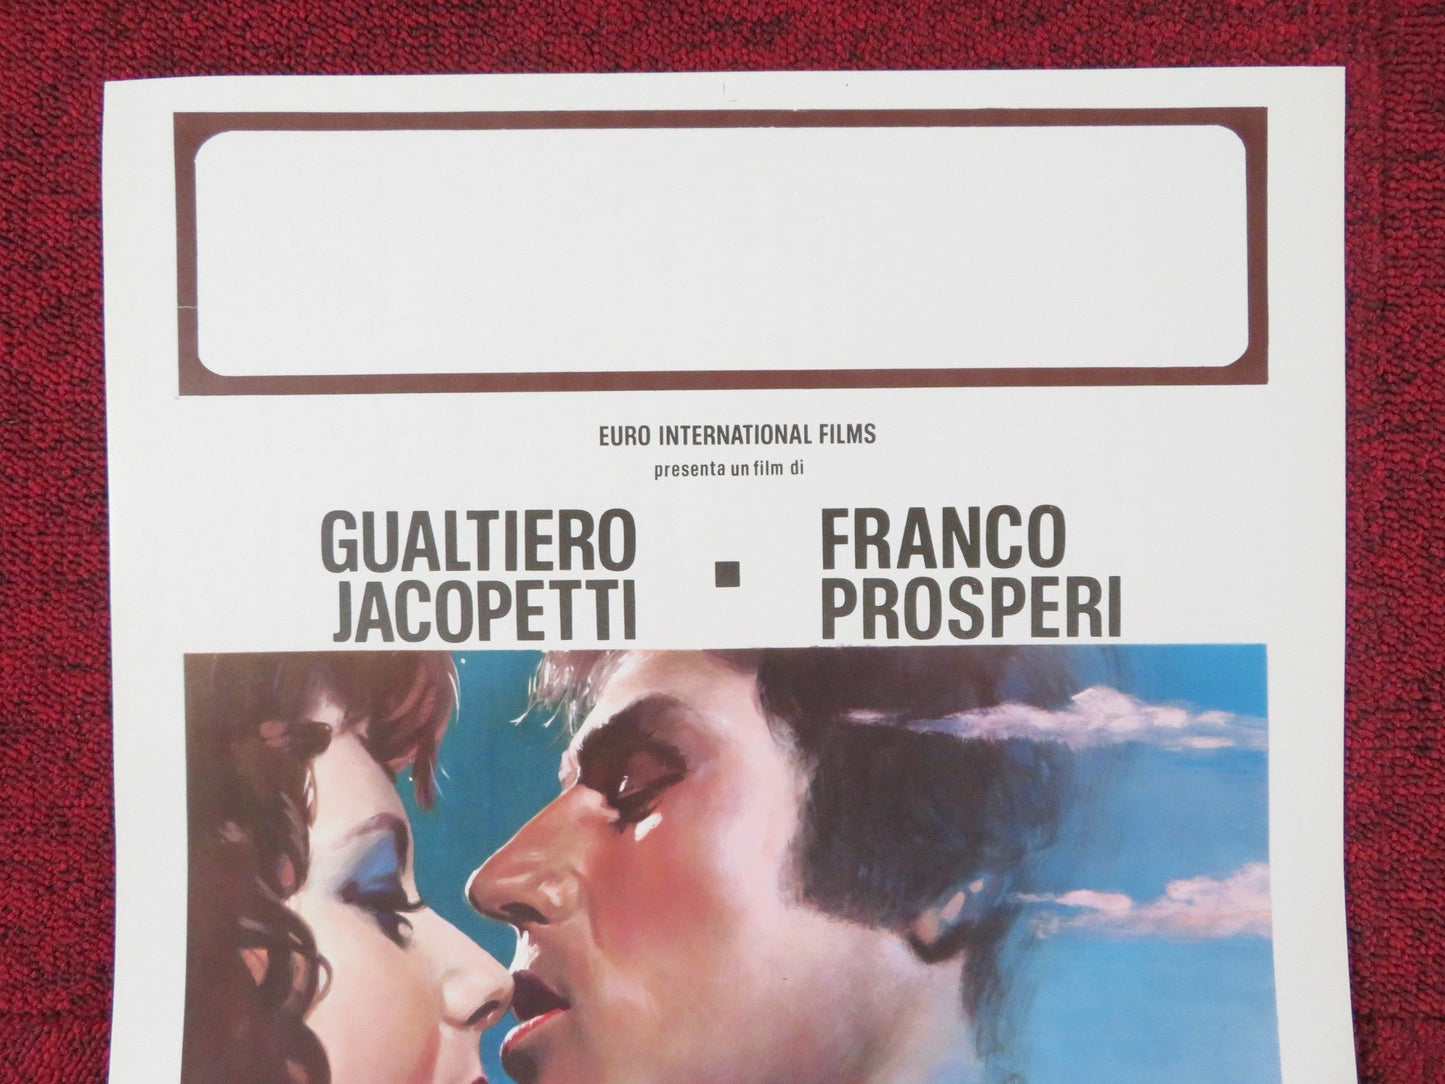 EURO INTERNATIONAL FILMS
presenta un film di
GUALTIERO JACOPETTI
FRANCO PROSPERI